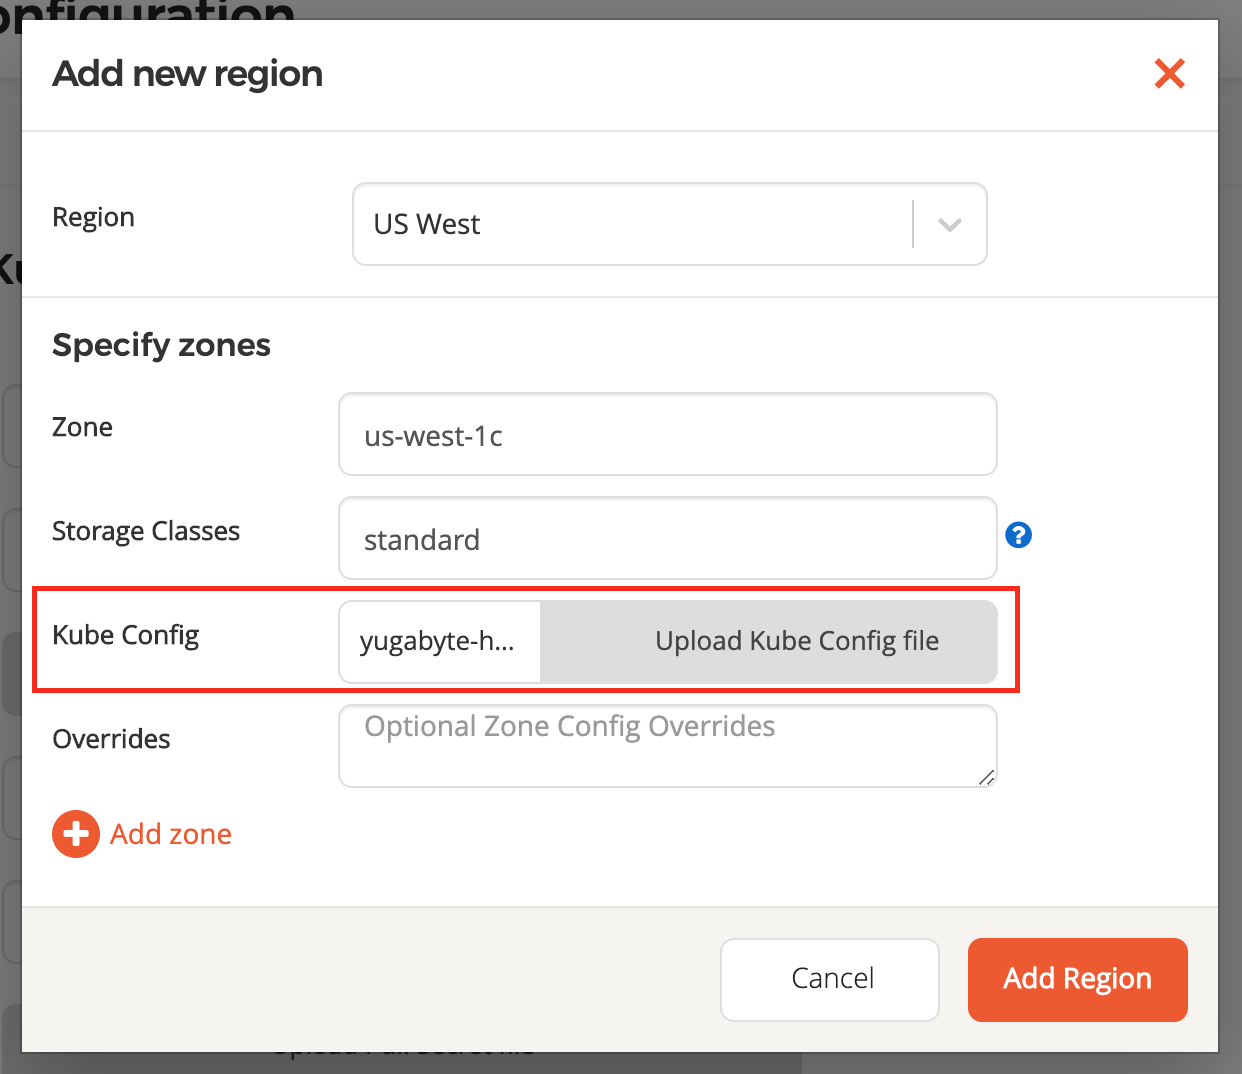 onfiguration
Add new region
Region
US West
Ku
Specify zones
Zone
us-west-1c
Storage Classes
standard
?
Kube Config
yugabyte-h...
Upload Kube Config file
Overrides
Optional Zone Config Overrides
Add zone
Cancel
Add Region